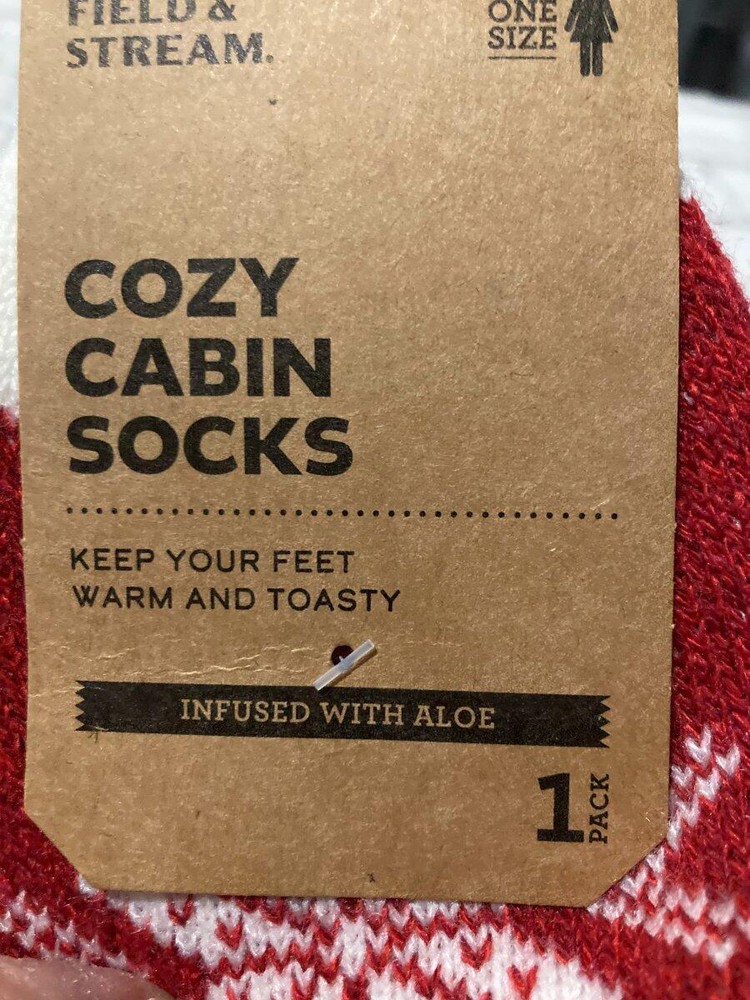 FIELD &
STREAM.
ONE
SIZE
COZY
CABIN
SOCKS
KEEP YOUR FEET
WARM AND TOASTY
INFUSED WITH ALOE
1 PACK